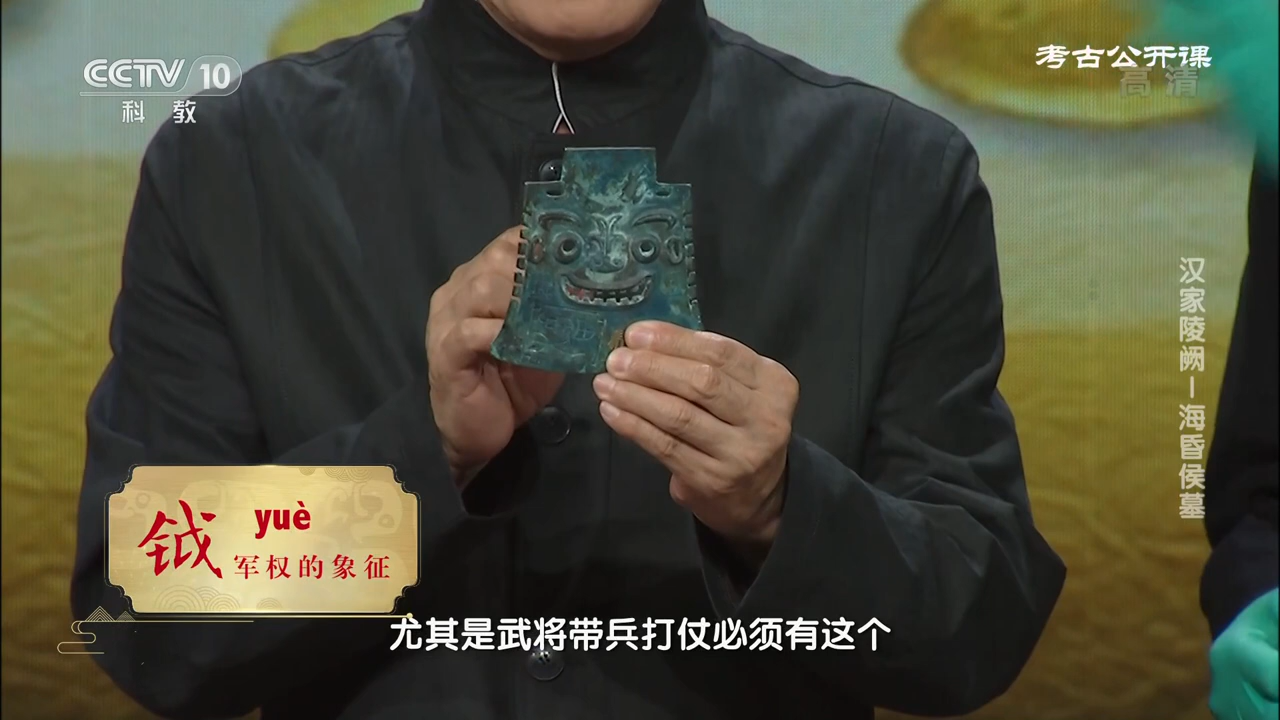 CCTV 10
科教
考古公开课
高清
汉家陵阙—海昏侯墓
钺
yuè
军权的象征
尤其是武将带兵打仗必须有这个